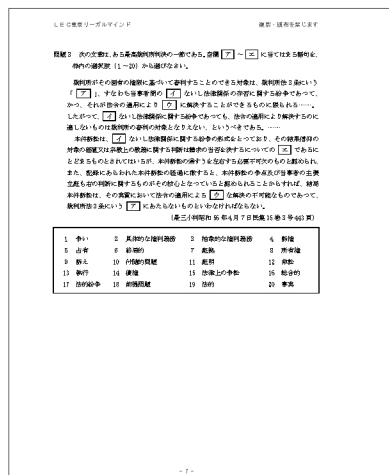 LEC東京リーガルマインド
複製・頒布を禁じます
問題3 次の文章は、ある最高裁判所判決の一節である。空欄 ア ～ エ に当てはまる語句を、
枠内の選択肢(1～20)から選びなさい。
裁判所がその固有の権限に基づいて審判することのできる対象は、裁判所法3条にいう
「 ア 」、すなわち当事者間の イ ないし法律関係の存否に関する紛争であって、
かつ、それが法令の適用により ウ に解決することができるものに限られる……。
したがって、 イ ないし法律関係に関する紛争であっても、法令の適用により解決するのに
適しないものは裁判所の審判の対象となりえない、というべきである。……
本件訴訟は、 イ ないし法律関係に関する紛争の形式をとっており、その結果信仰の
対象の価値又は宗教上の教義に関する判断は請求の当否を決するについての エ であるに
とどまるものとされてはいるが、本件訴訟の帰すうを左右する必要不可欠のものと認められ、
また、記録にあらわれた本件訴訟の経過に徴すると、本件訴訟の争点及び当事者の主張
立証も右の判断に関するものがその核心となっていると認められることからすれば、結局
本件訴訟は、その実質において法令の適用による ウ な解決の不可能なものであって、
裁判所法3条にいう ア にあたらないものといわなければならない。
(最三小判昭和 56 年4月7日民集 35 巻3号 443 頁)
1 争い 2 具体的な権利義務 3 抽象的な権利義務 4 訴権
5 占有 6 終局的 7 証拠 8 所有権
9 訴え 10 付随的問題 11 証明 12 非訟
13 執行 14 債権 15 法律上の争訟 16 総合的
17 法的紛争 18 前提問題 19 法的 20 事実
- 7 -